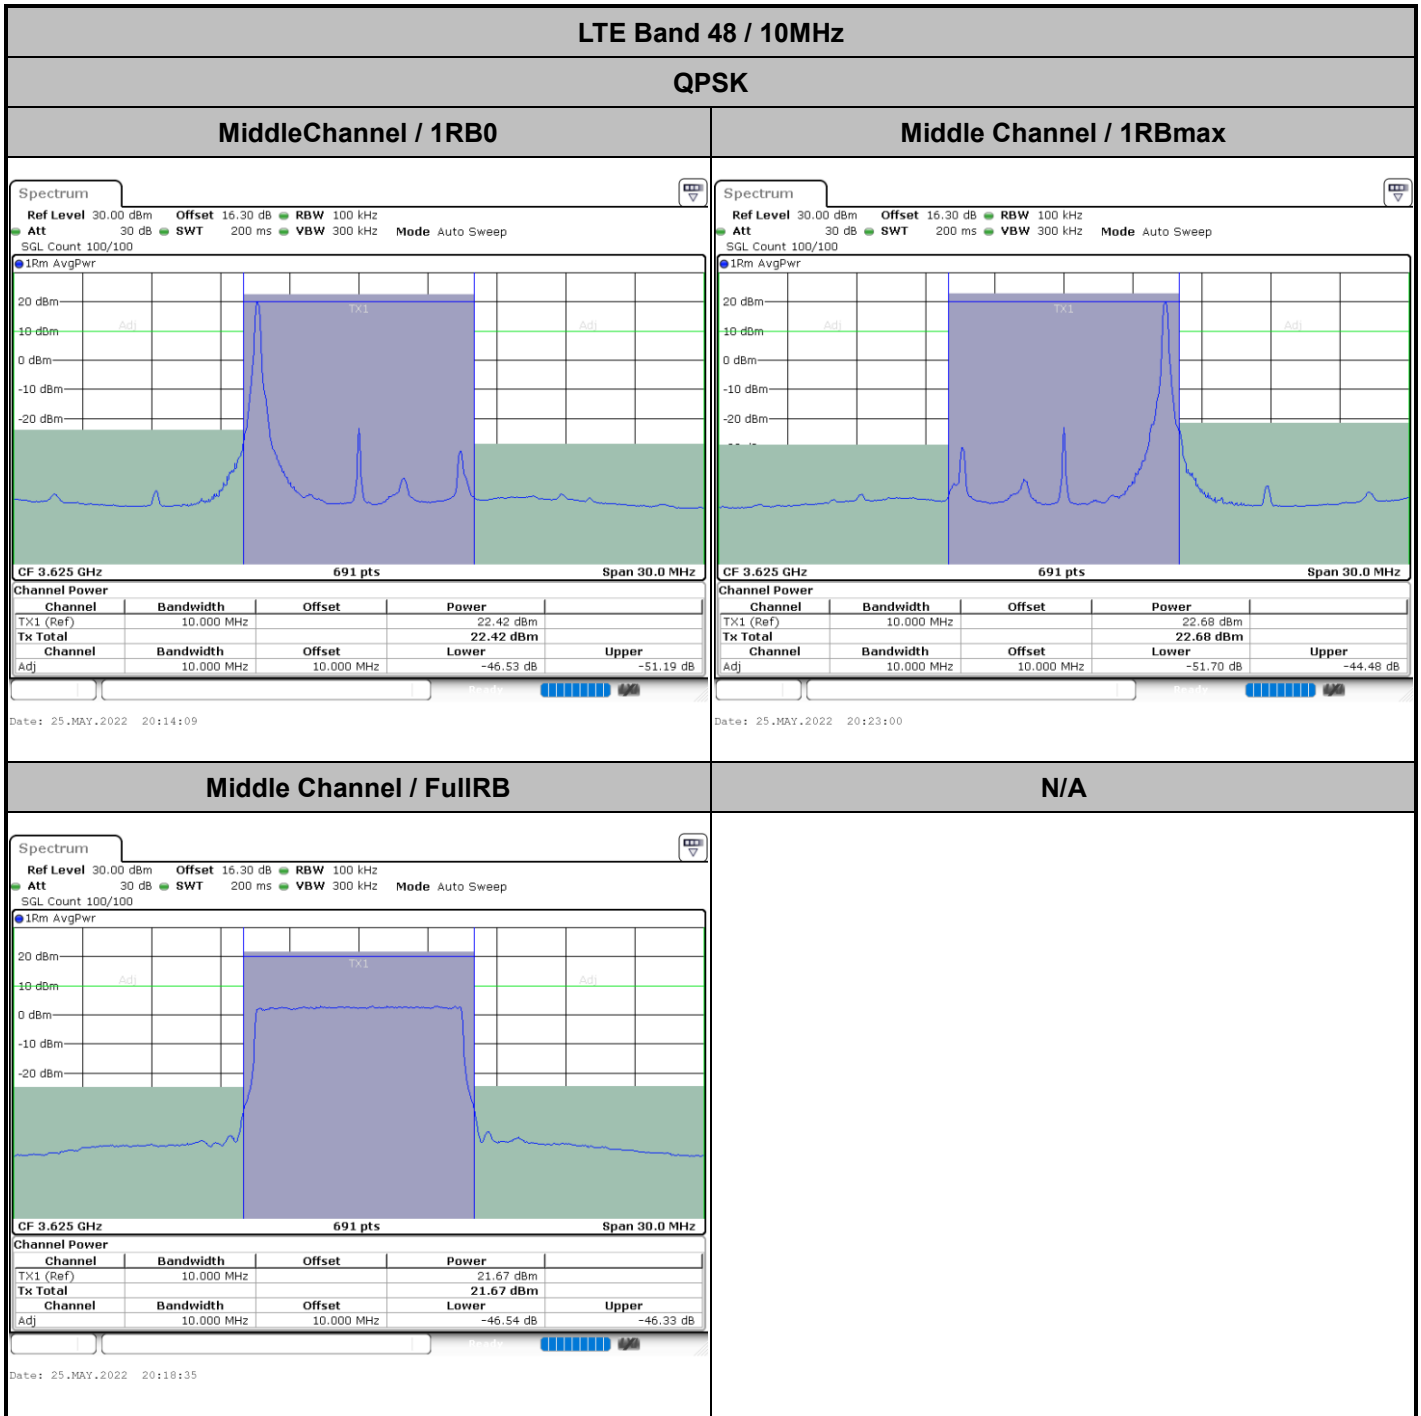 LTE Band 48 / 10MHz
QPSK
MiddleChannel / 1RB0
Middle Channel / 1RBmax
Spectrum
Ref Level 30.00 dBm Offset 16.30 dB RBW 100 kHz
Att 30 dB SWT 200 ms VBW 300 kHz Mode Auto Sweep
SGL Count 100/100
1Rm AvgPwr
TX1
20 dBm
Adj Adj
10 dBm
0 dBm
-10 dBm
-20 dBm
CF 3.625 GHz 691 pts Span 30.0 MHz
Channel Power
Channel Bandwidth Offset Power
TX1 (Ref) 10.000 MHz 22.42 dBm
Tx Total 22.42 dBm
Channel Bandwidth Offset Lower Upper
Adj 10.000 MHz 10.000 MHz -46.53 dB -51.19 dB
Ready
Date: 25.MAY.2022 20:14:09
Spectrum
Ref Level 30.00 dBm Offset 16.30 dB RBW 100 kHz
Att 30 dB SWT 200 ms VBW 300 kHz Mode Auto Sweep
SGL Count 100/100
1Rm AvgPwr
TX1
20 dBm
Adj Adj
10 dBm
0 dBm
-10 dBm
-20 dBm
CF 3.625 GHz 691 pts Span 30.0 MHz
Channel Power
Channel Bandwidth Offset Power
TX1 (Ref) 10.000 MHz 22.68 dBm
Tx Total 22.68 dBm
Channel Bandwidth Offset Lower Upper
Adj 10.000 MHz 10.000 MHz -51.70 dB -44.48 dB
Ready
Date: 25.MAY.2022 20:23:00
Middle Channel / FullRB
N/A
Spectrum
Ref Level 30.00 dBm Offset 16.30 dB RBW 100 kHz
Att 30 dB SWT 200 ms VBW 300 kHz Mode Auto Sweep
SGL Count 100/100
1Rm AvgPwr
TX1
20 dBm
Adj Adj
10 dBm
0 dBm
-10 dBm
-20 dBm
CF 3.625 GHz 691 pts Span 30.0 MHz
Channel Power
Channel Bandwidth Offset Power
TX1 (Ref) 10.000 MHz 21.67 dBm
Tx Total 21.67 dBm
Channel Bandwidth Offset Lower Upper
Adj 10.000 MHz 10.000 MHz -46.54 dB -46.33 dB
Ready
Date: 25.MAY.2022 20:18:35